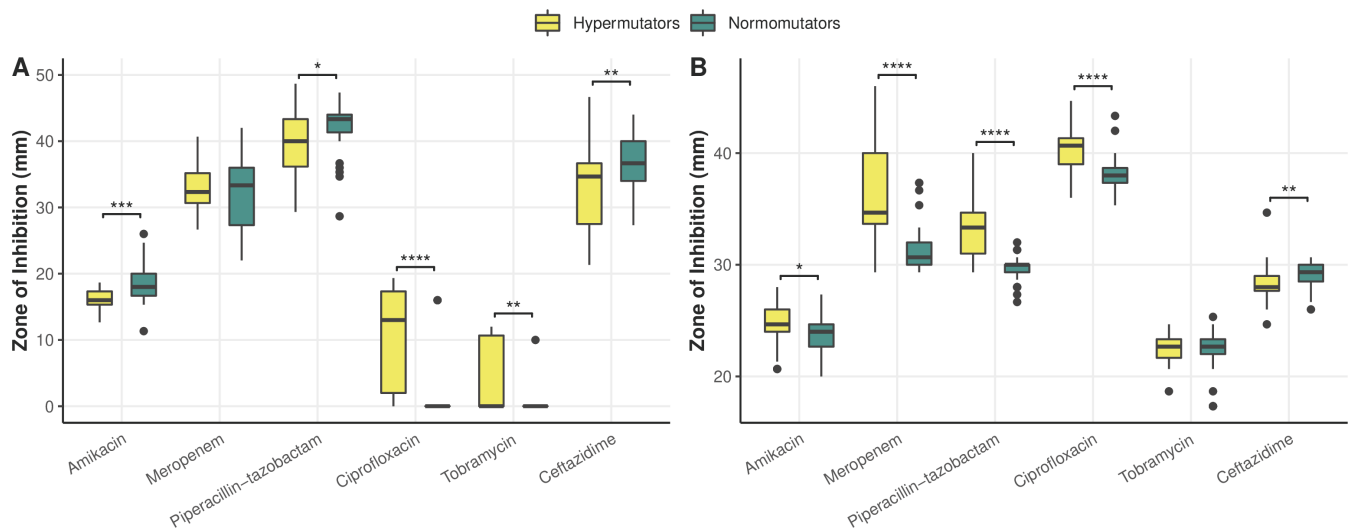 Hypermutators Normomutators
A
Zone of Inhibition (mm)
50
40
30
20
10
0
***
*
****
**
**
Amikacin
Meropenem
Piperacillin−tazobactam
Ciprofloxacin
Tobramycin
Ceftazidime
B
Zone of Inhibition (mm)
40
30
20
*
****
****
****
**
Amikacin
Meropenem
Piperacillin−tazobactam
Ciprofloxacin
Tobramycin
Ceftazidime